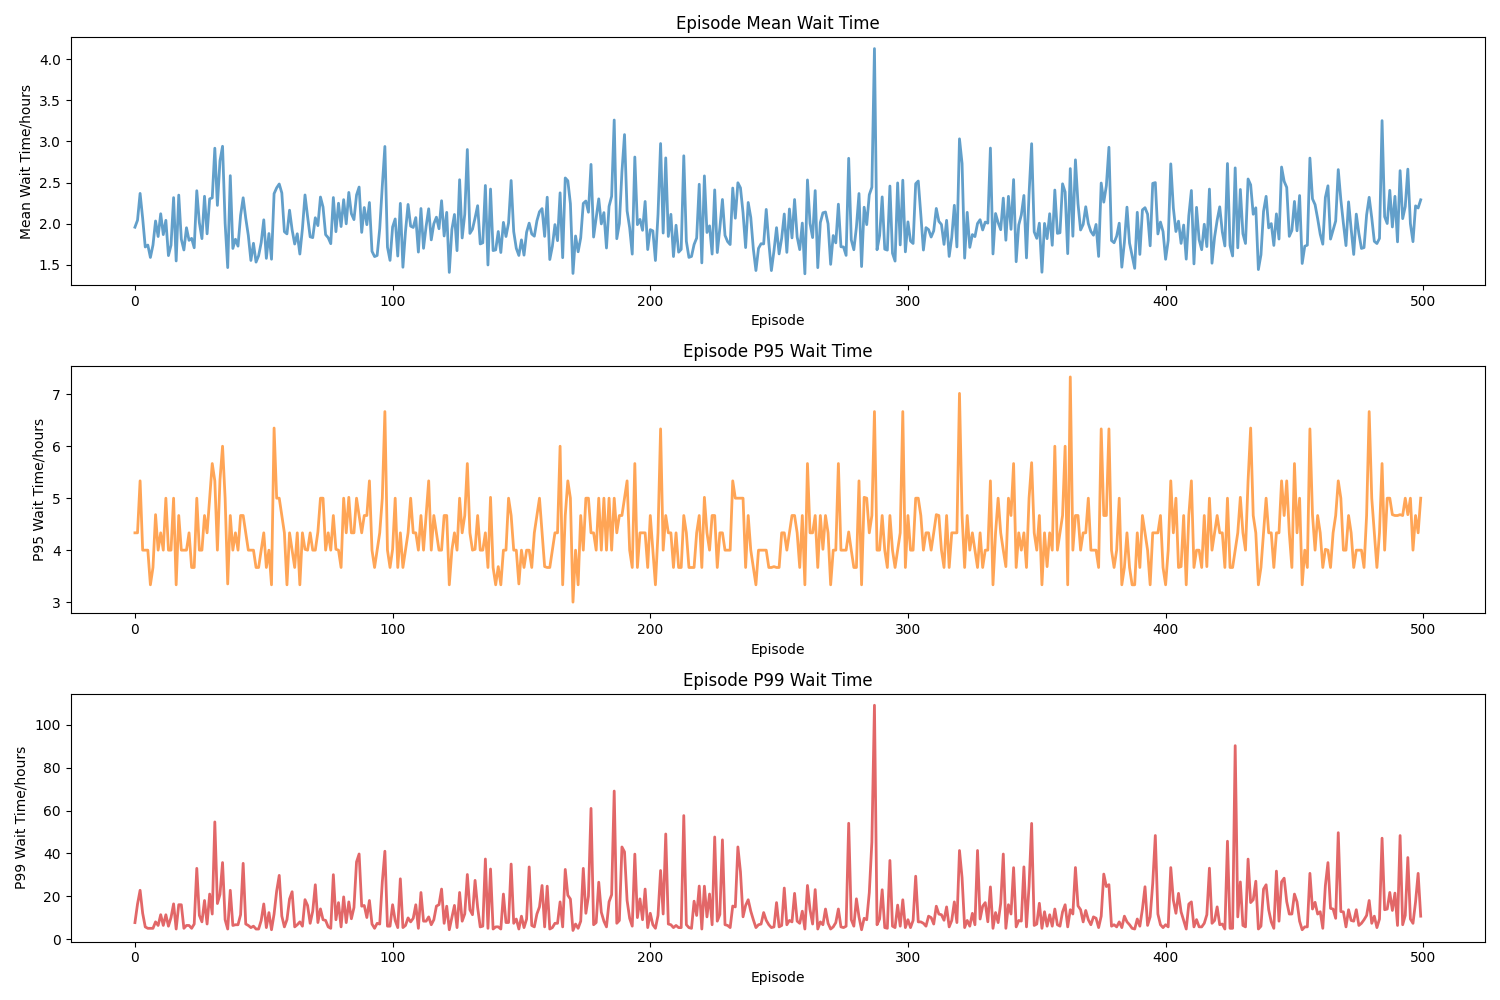 Episode Mean Wait Time
Mean Wait Time/hours
4.0
3.5
3.0
2.5
2.0
1.5
0 100 200 300 400 500
Episode
Episode P95 Wait Time
P95 Wait Time/hours
7
6
5
4
3
0 100 200 300 400 500
Episode
Episode P99 Wait Time
P99 Wait Time/hours
100
80
60
40
20
0
0 100 200 300 400 500
Episode